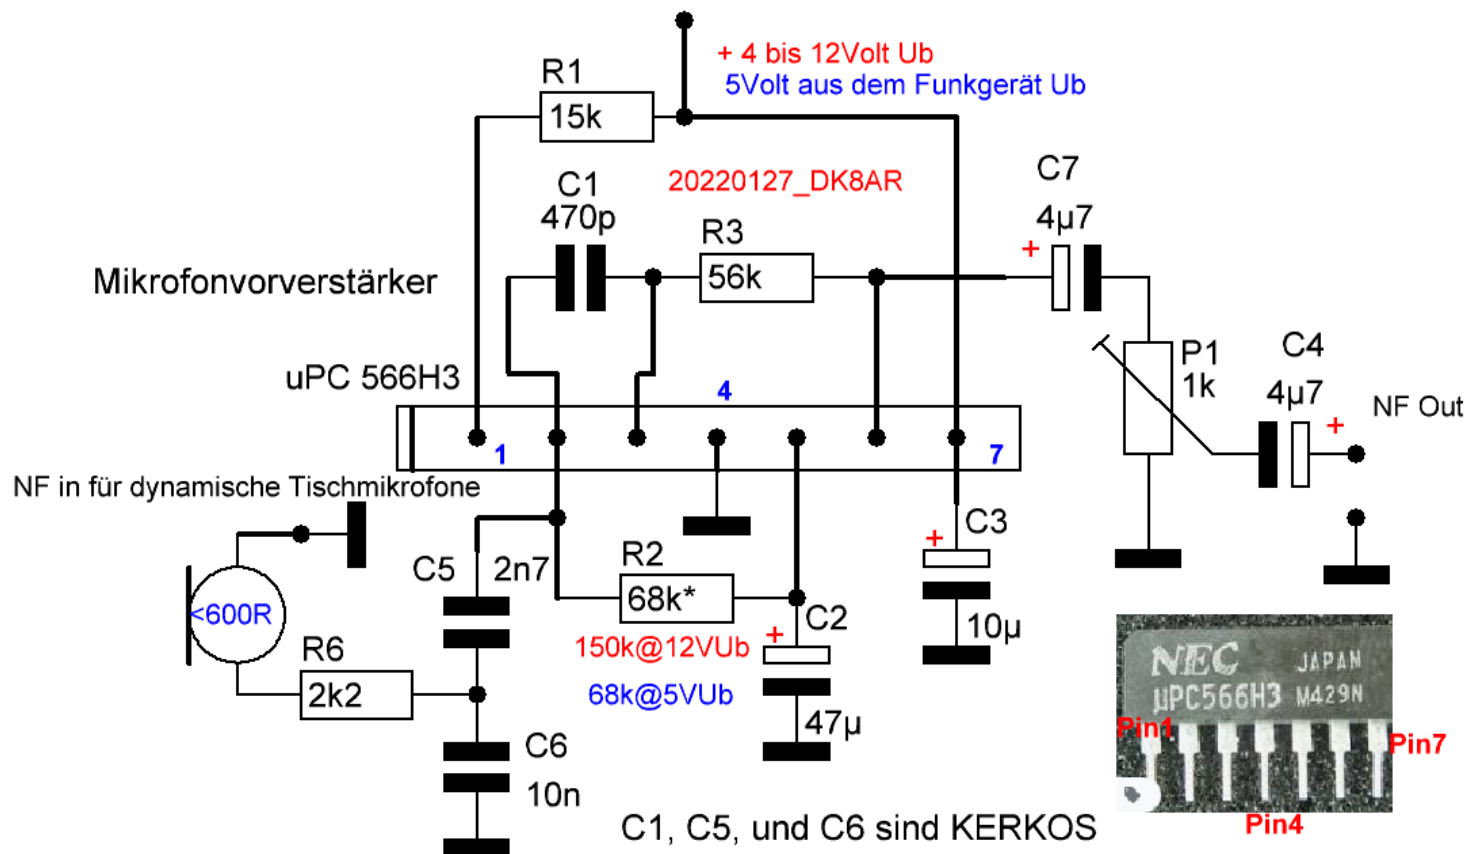 + 4 bis 12Volt Ub
5Volt aus dem Funkgerät Ub
R1
15k
20220127_DK8AR
C1
470p
R3
56k
C7
4µ7
+
Mikrofonvorverstärker
uPC 566H3
4
1
7
P1
1k
C4
4µ7
+
NF Out
NF in für dynamische Tischmikrofone
<600R
R6
2k2
C5
2n7
R2
68k*
150k@12VUb
68k@5VUb
C2
+
47µ
C3
+
10µ
C6
10n
C1, C5, und C6 sind KERKOS
NEC JAPAN
µPC566H3 M429N
Pin1
Pin7
Pin4